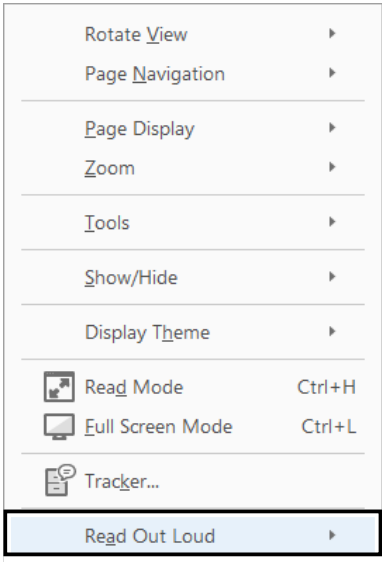 Rotate View
Page Navigation
Page Display
Zoom
Tools
Show/Hide
Display Theme
Read Mode Ctrl+H
Full Screen Mode Ctrl+L
Tracker...
Read Out Loud